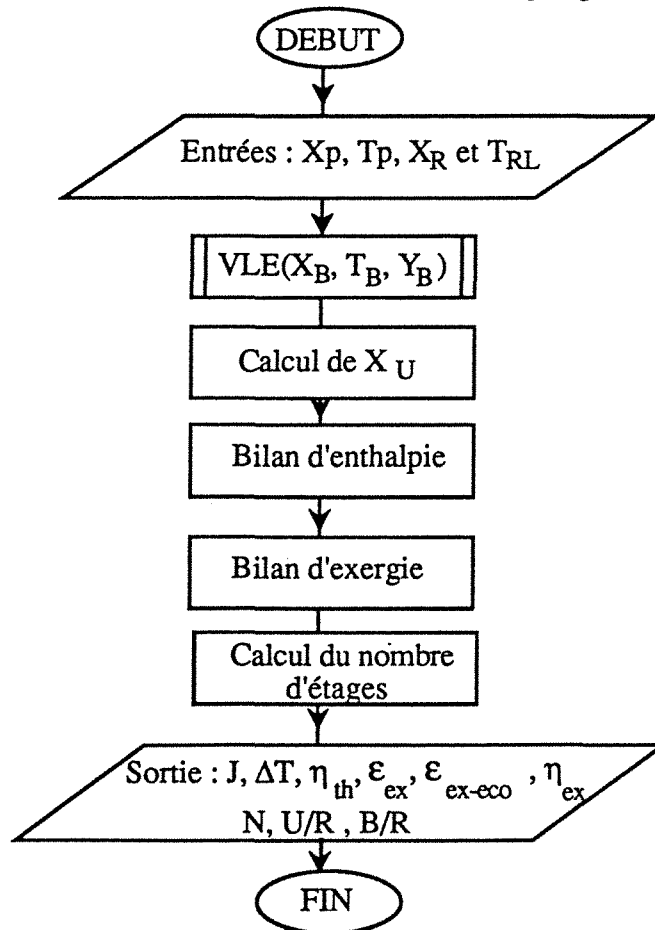 DEBUT
Entrées : Xp, Tp, X_R et T_RL
VLE(X_B, T_B, Y_B)
Calcul de X_U
Bilan d'enthalpie
Bilan d'exergie
Calcul du nombre
d'étages
Sortie : J, ΔT, η_th, ε_ex, ε_ex-eco , η_ex
N, U/R , B/R
FIN